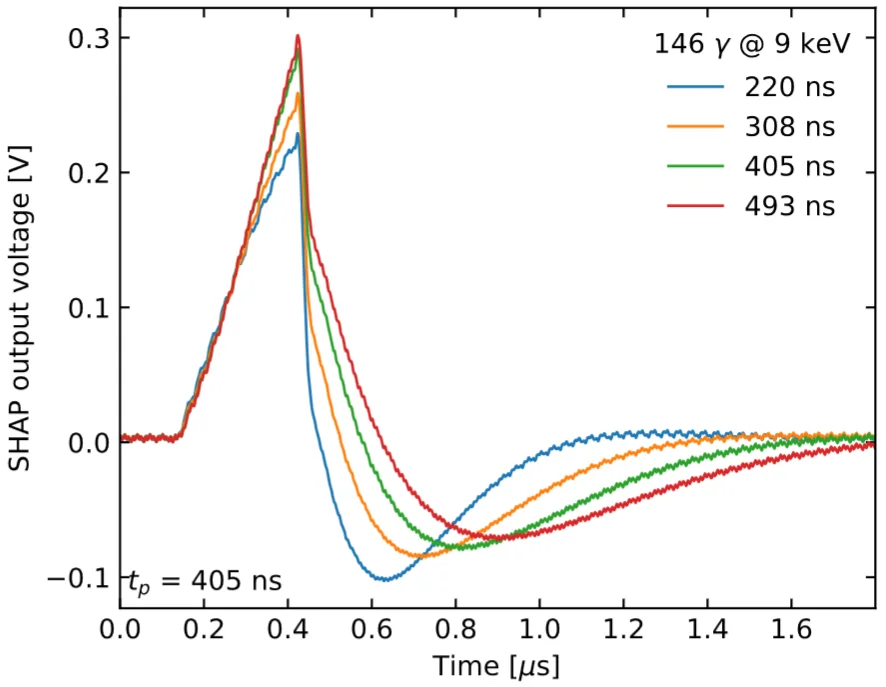 146 γ @ 9 keV
220 ns
308 ns
405 ns
493 ns
SHAP output voltage [V]
0.3
0.2
0.1
0.0
−0.1
t_p = 405 ns
0.0 0.2 0.4 0.6 0.8 1.0 1.2 1.4 1.6
Time [μs]